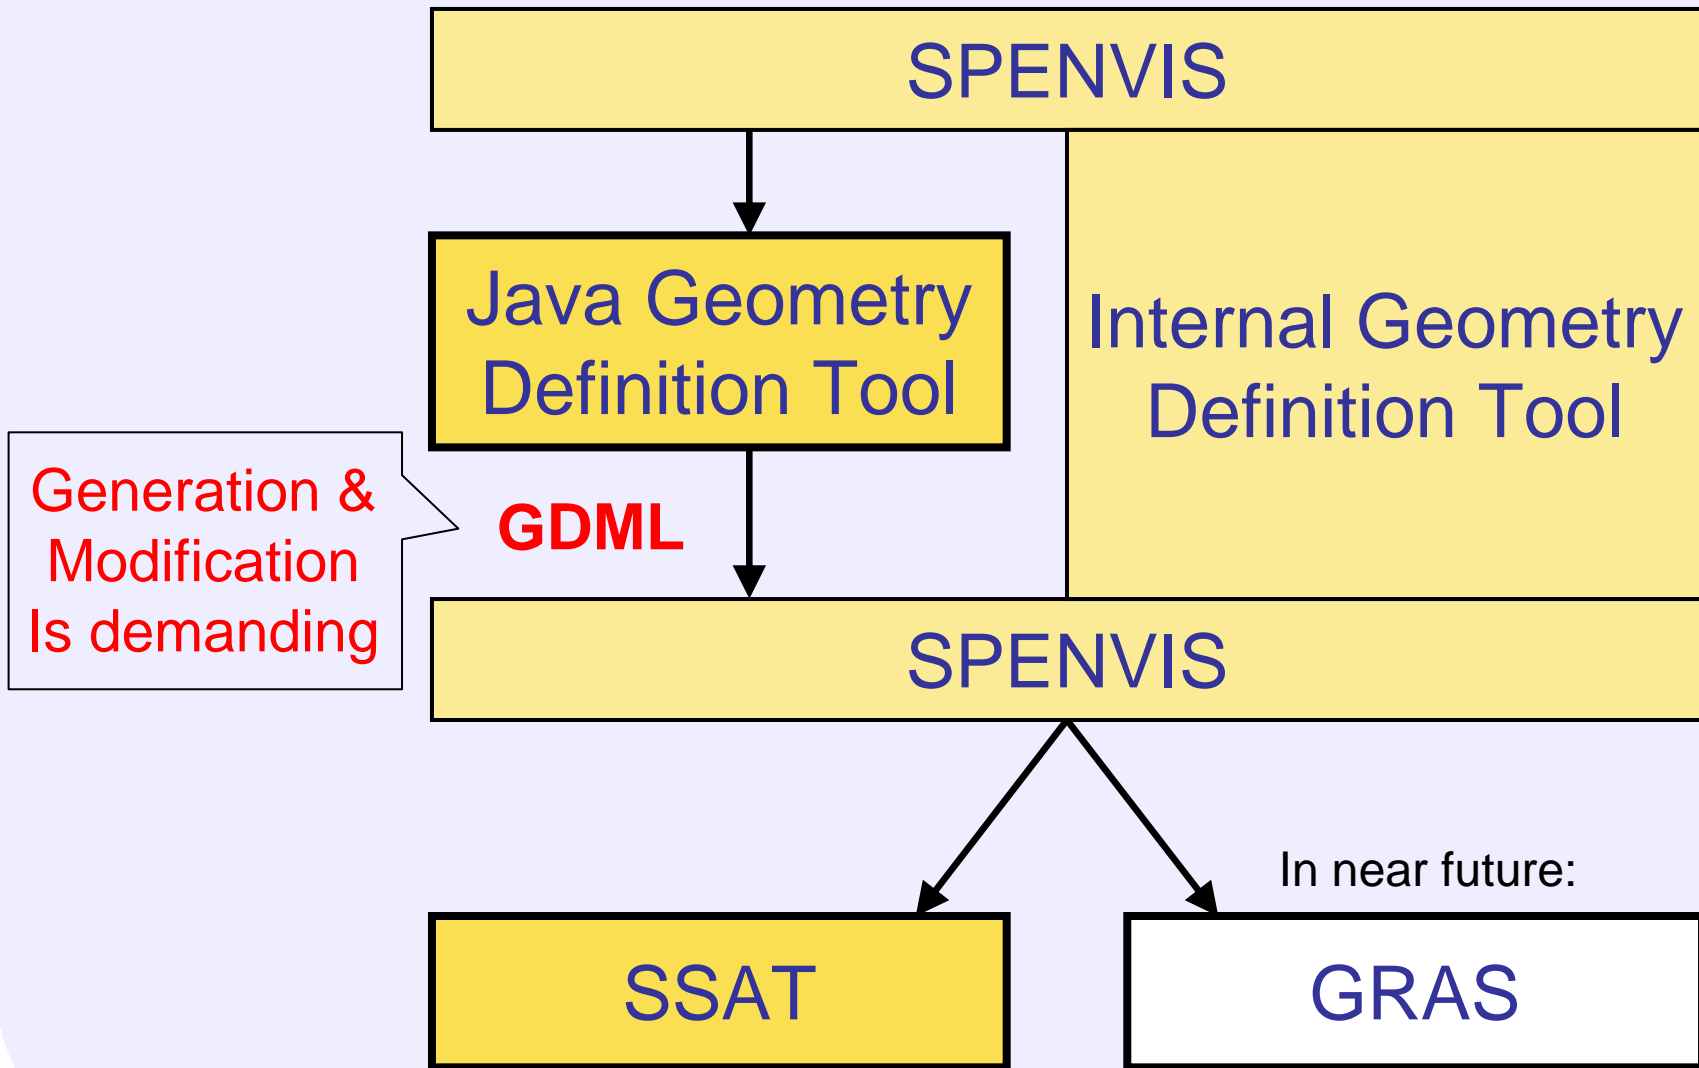 SPENVIS
Java Geometry
Definition Tool
Internal Geometry
Definition Tool
Generation &
Modification
Is demanding
GDML
SPENVIS
In near future:
SSAT
GRAS